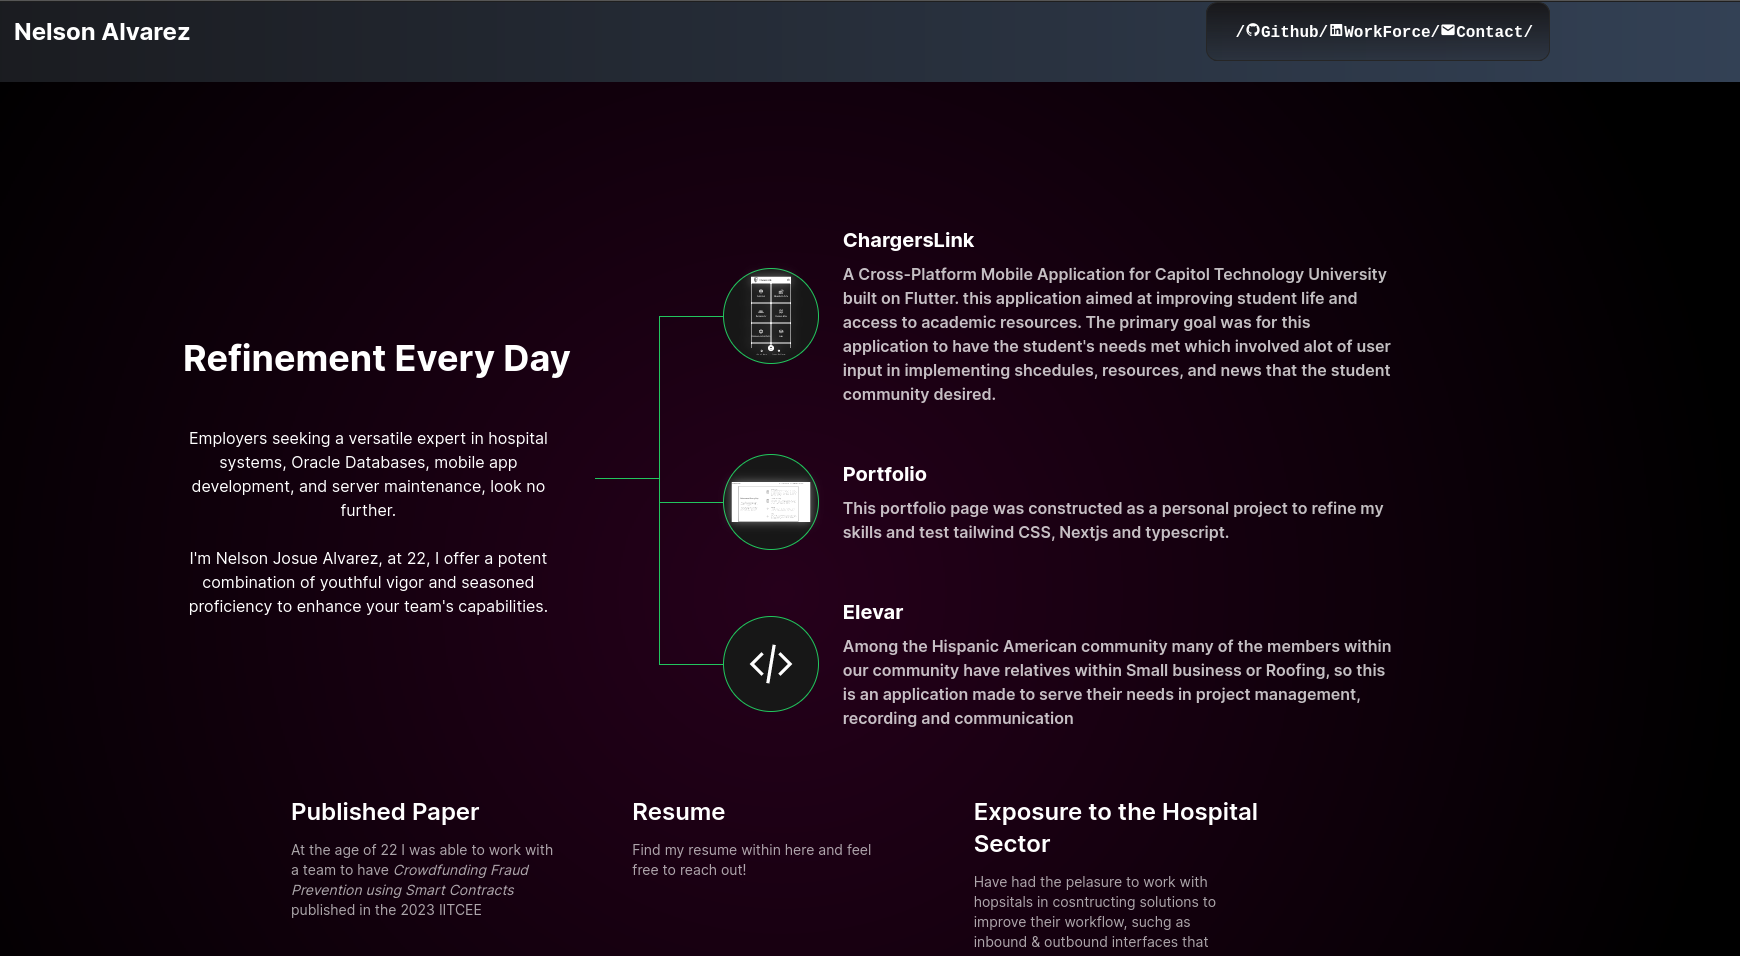 Nelson Alvarez
/Github/WorkForce/Contact/
Refinement Every Day
Employers seeking a versatile expert in hospital
systems, Oracle Databases, mobile app
development, and server maintenance, look no
further.
I'm Nelson Josue Alvarez, at 22, I offer a potent
combination of youthful vigor and seasoned
proficiency to enhance your team's capabilities.
ChargersLink
A Cross-Platform Mobile Application for Capitol Technology University
built on Flutter. this application aimed at improving student life and
access to academic resources. The primary goal was for this
application to have the student's needs met which involved alot of user
input in implementing shcedules, resources, and news that the student
community desired.
Portfolio
This portfolio page was constructed as a personal project to refine my
skills and test tailwind CSS, Nextjs and typescript.
Elevar
Among the Hispanic American community many of the members within
our community have relatives within Small business or Roofing, so this
is an application made to serve their needs in project management,
recording and communication
Published Paper
At the age of 22 I was able to work with
a team to have Crowdfunding Fraud
Prevention using Smart Contracts
published in the 2023 IITCEE
Resume
Find my resume within here and feel
free to reach out!
Exposure to the Hospital
Sector
Have had the pelasure to work with
hopsitals in cosntructing solutions to
improve their workflow, suchg as
inbound & outbound interfaces that